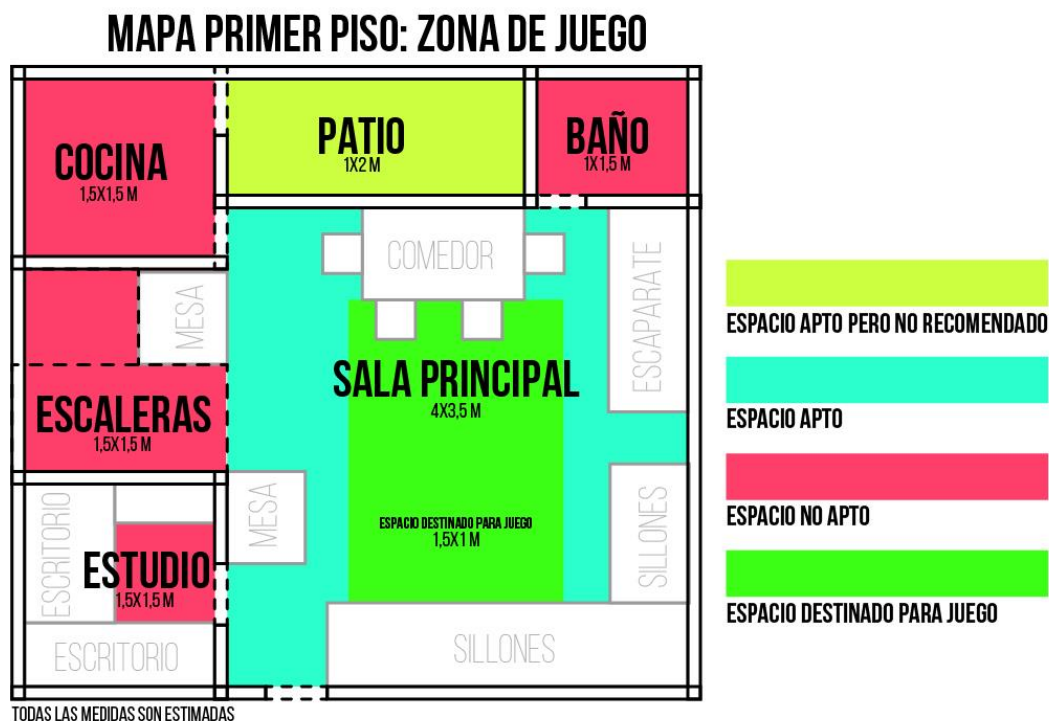 MAPA PRIMER PISO: ZONA DE JUEGO
COCINA
1,5X1,5 M
PATIO
1X2 M
BAÑO
1X1,5 M
COMEDOR
ESCAPARATE
MESA
SALA PRINCIPAL
4X3,5 M
ESCALERAS
1,5X1,5 M
ESPACIO DESTINADO PARA JUEGO
1,5X1 M
MESA
SILLONES
ESCRITORIO
ESTUDIO
1,5X1,5 M
ESCRITORIO
SILLONES
TODAS LAS MEDIDAS SON ESTIMADAS
ESPACIO APTO PERO NO RECOMENDADO
ESPACIO APTO
ESPACIO NO APTO
ESPACIO DESTINADO PARA JUEGO